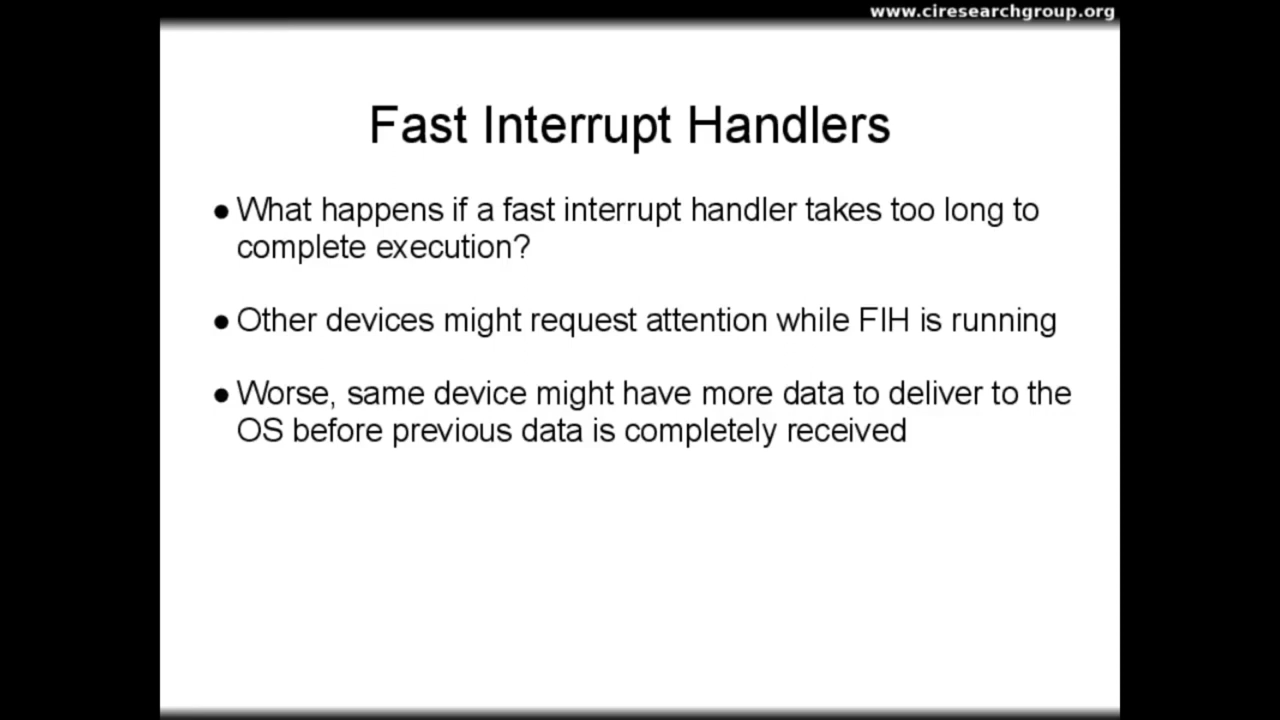 www.ciresearchgroup.org
Fast Interrupt Handlers
● What happens if a fast interrupt handler takes too long to
complete execution?
● Other devices might request attention while FIH is running
● Worse, same device might have more data to deliver to the
OS before previous data is completely received